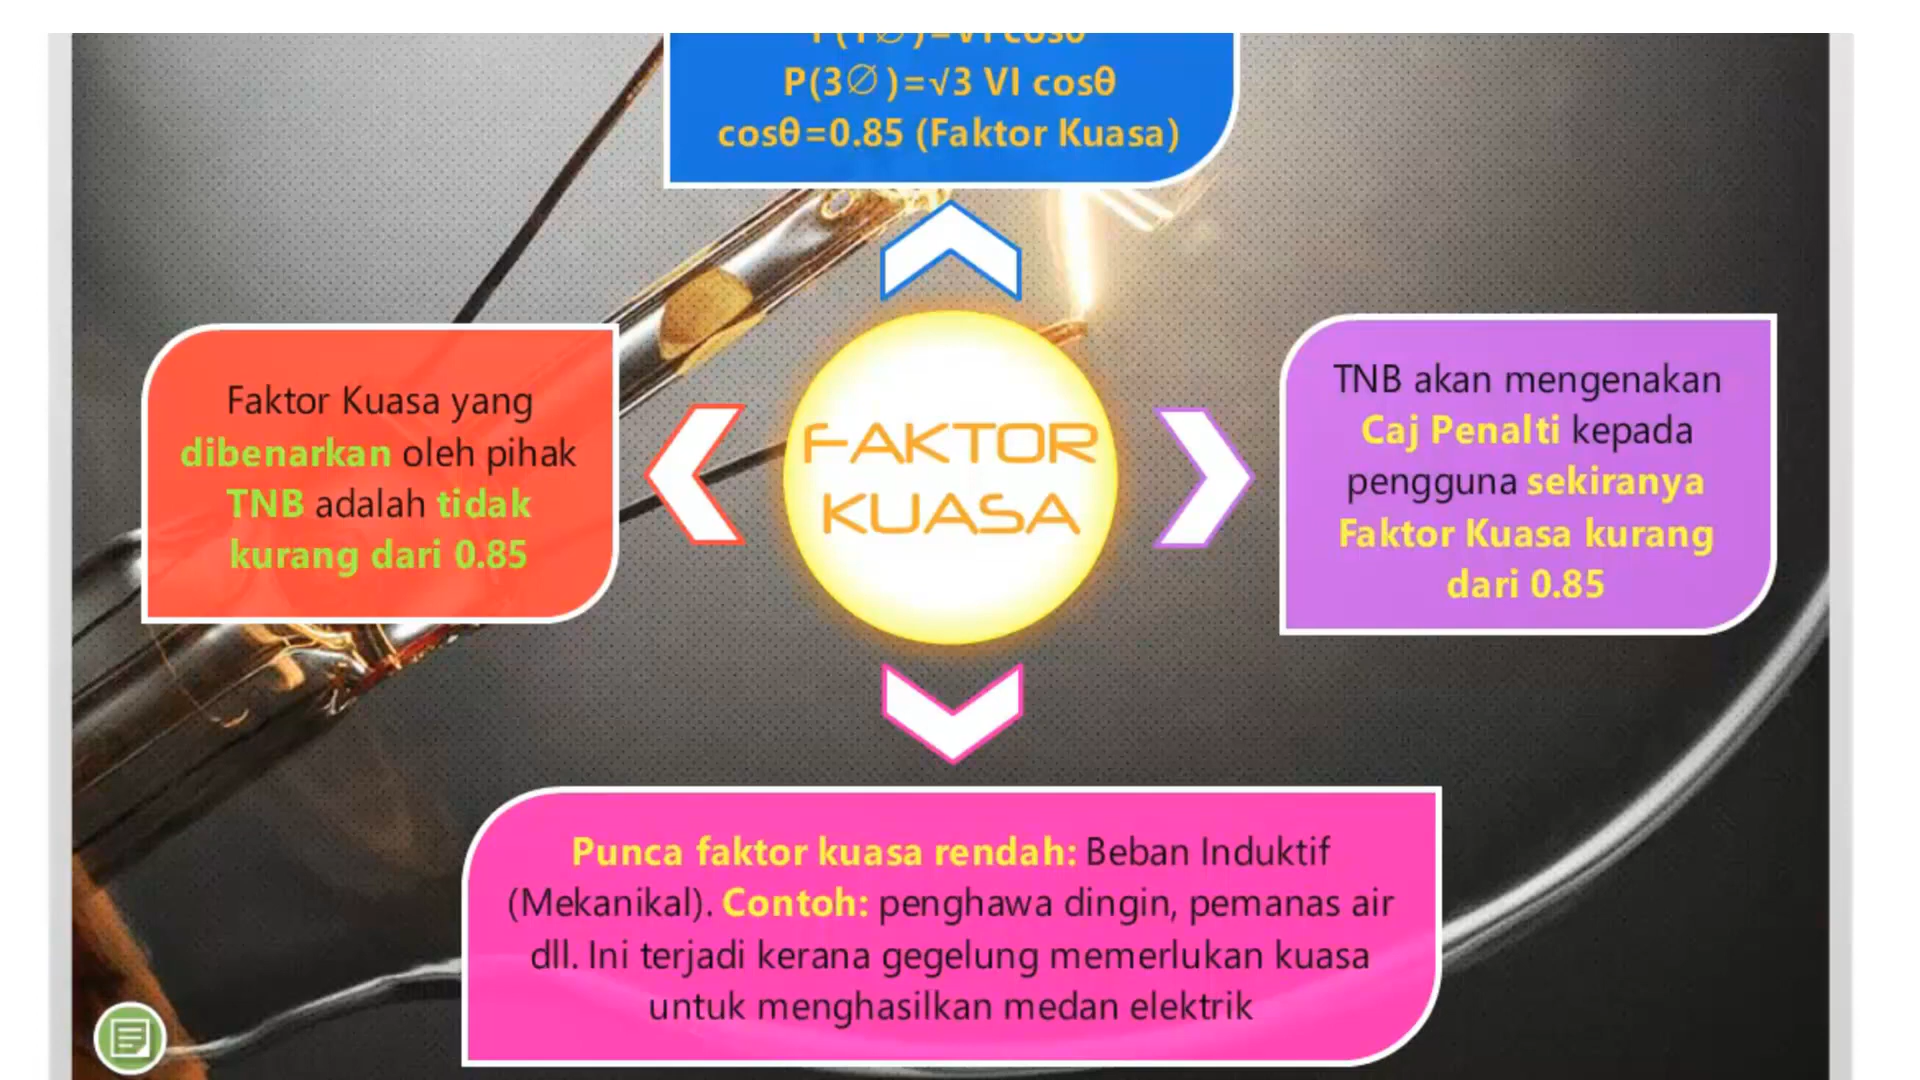 P(1∅)=VI cosθ
P(3∅)=√3 VI cosθ
cosθ=0.85 (Faktor Kuasa)
Faktor Kuasa yang
dibenarkan oleh pihak
TNB adalah tidak
kurang dari 0.85
FAKTOR
KUASA
TNB akan mengenakan
Caj Penalti kepada
pengguna sekiranya
Faktor Kuasa kurang
dari 0.85
Punca faktor kuasa rendah: Beban Induktif
(Mekanikal). Contoh: penghawa dingin, pemanas air
dll. Ini terjadi kerana gegelung memerlukan kuasa
untuk menghasilkan medan elektrik